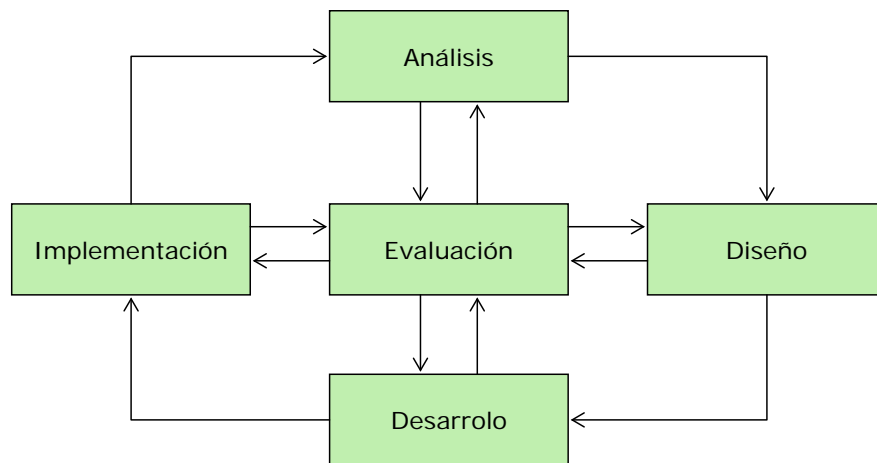 Análisis
Implementación
Evaluación
Diseño
Desarrolo